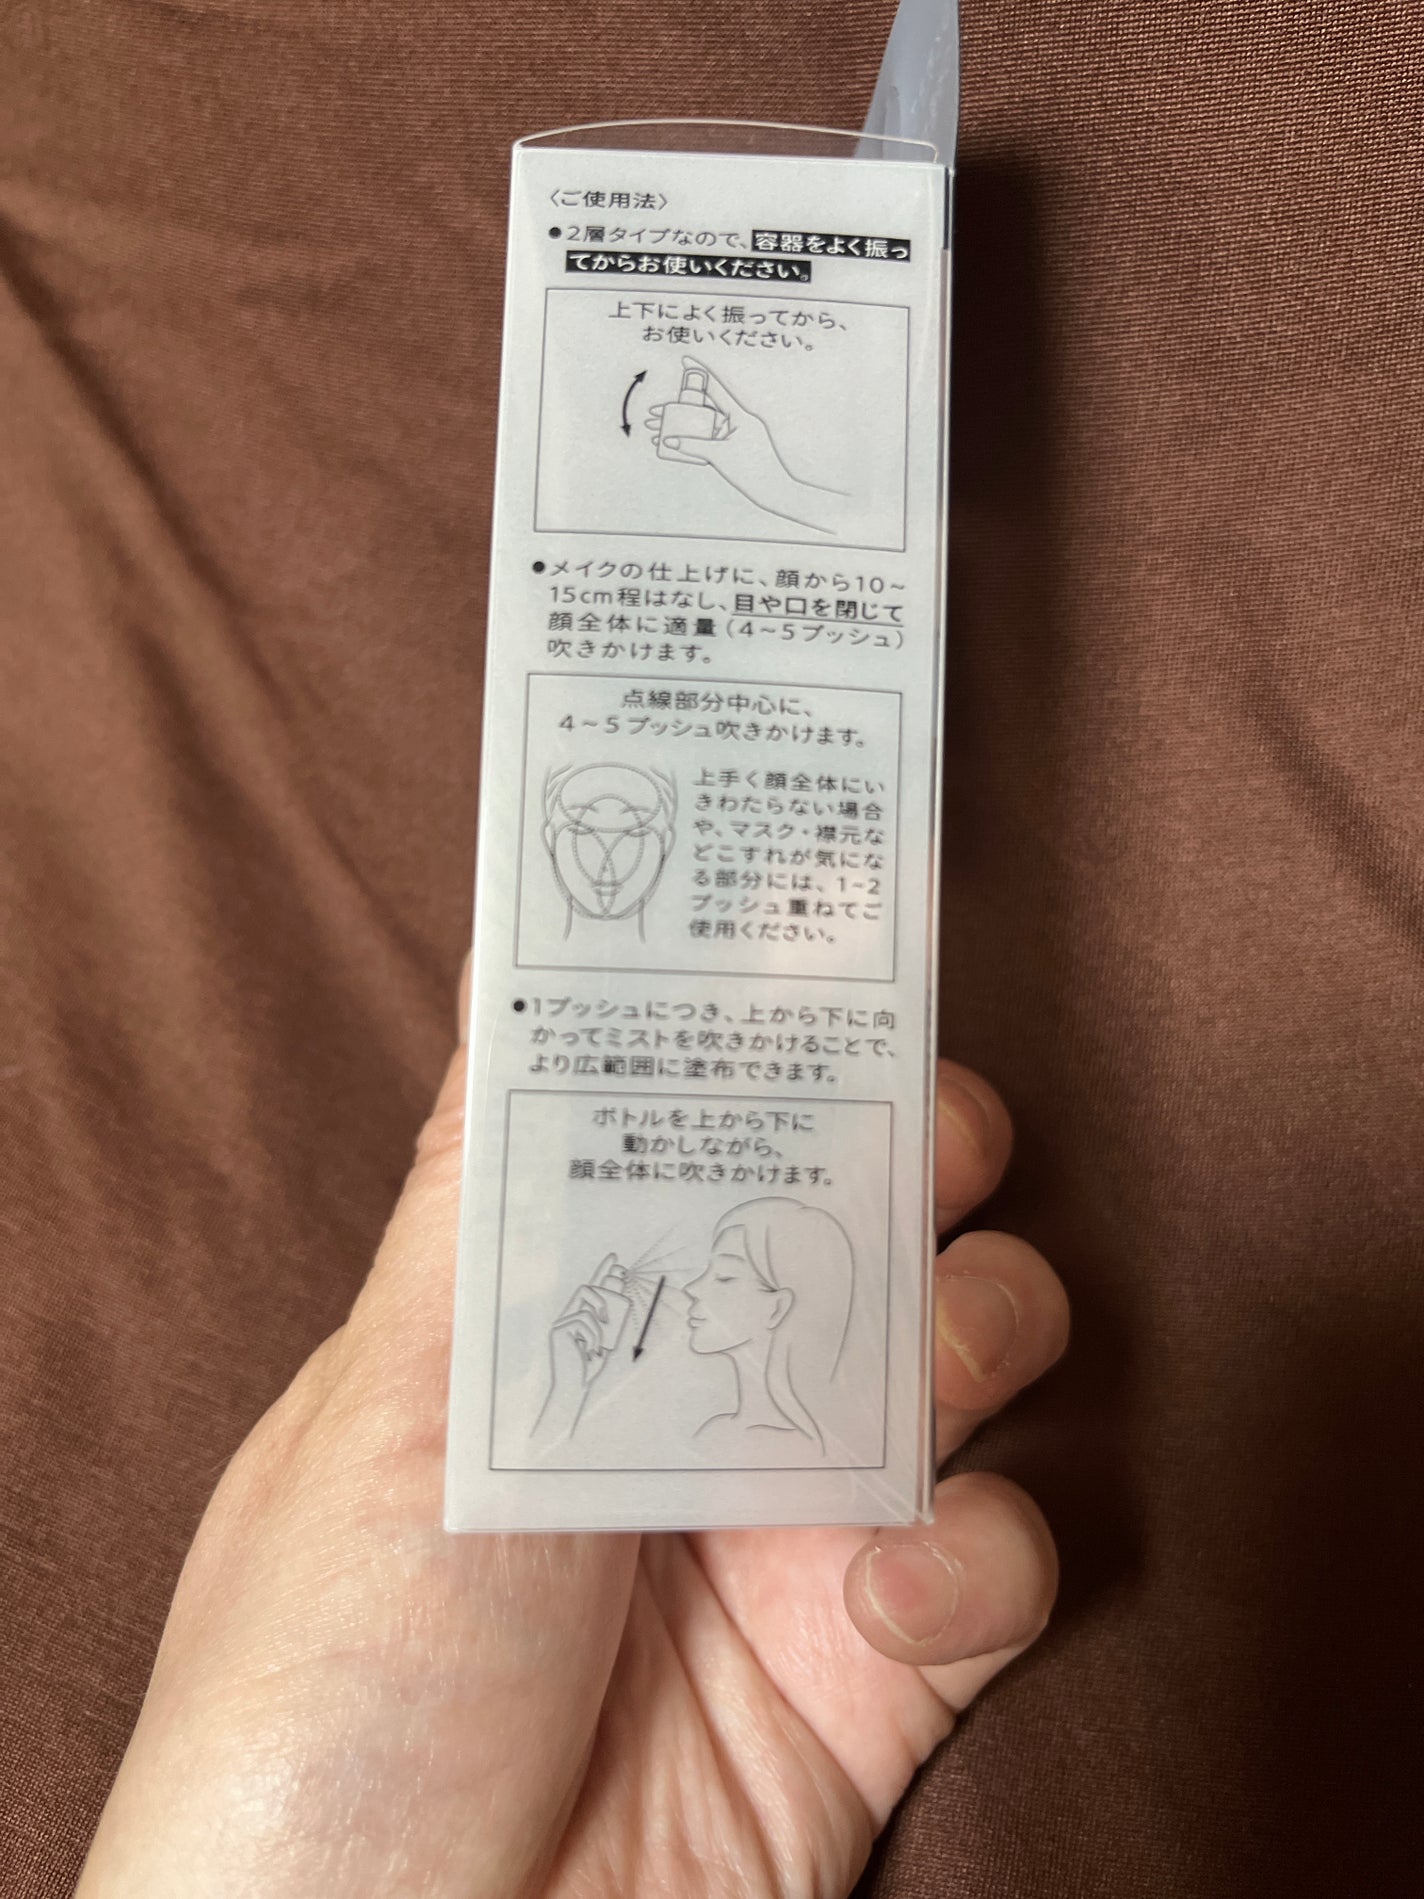 〈ご使用法〉
●2層タイプなので、容器をよく振っ
てからお使いください。
上下によく振ってから、
お使いください。
●メイクの仕上げに、顔から10～
15cm程はなし、目や口を閉じて
顔全体に適量（4～5プッシュ）
吹きかけます。
点線部分中心に、
4～5プッシュ吹きかけます。
上手く顔全体にい
きわたらない場合
や、マスク・襟元な
どこすれが気にな
る部分には、1~2
プッシュ重ねてご
使用ください。
●1プッシュにつき、上から下に向
かってミストを吹きかけることで、
より広範囲に塗布できます。
ボトルを上から下に
動かしながら、
顔全体に吹きかけます。